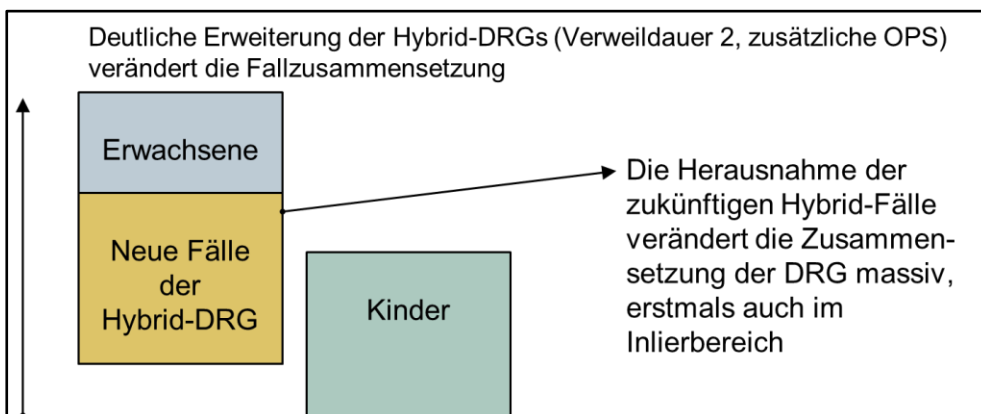 Deutliche Erweiterung der Hybrid-DRGs (Verweildauer 2, zusätzliche OPS)
verändert die Fallzusammensetzung
Erwachsene
Neue Fälle
der
Hybrid-DRG
Kinder
Die Herausnahme der
zukünftigen Hybrid-Fälle
verändert die Zusammen-
setzung der DRG massiv,
erstmals auch im
Inlierbereich